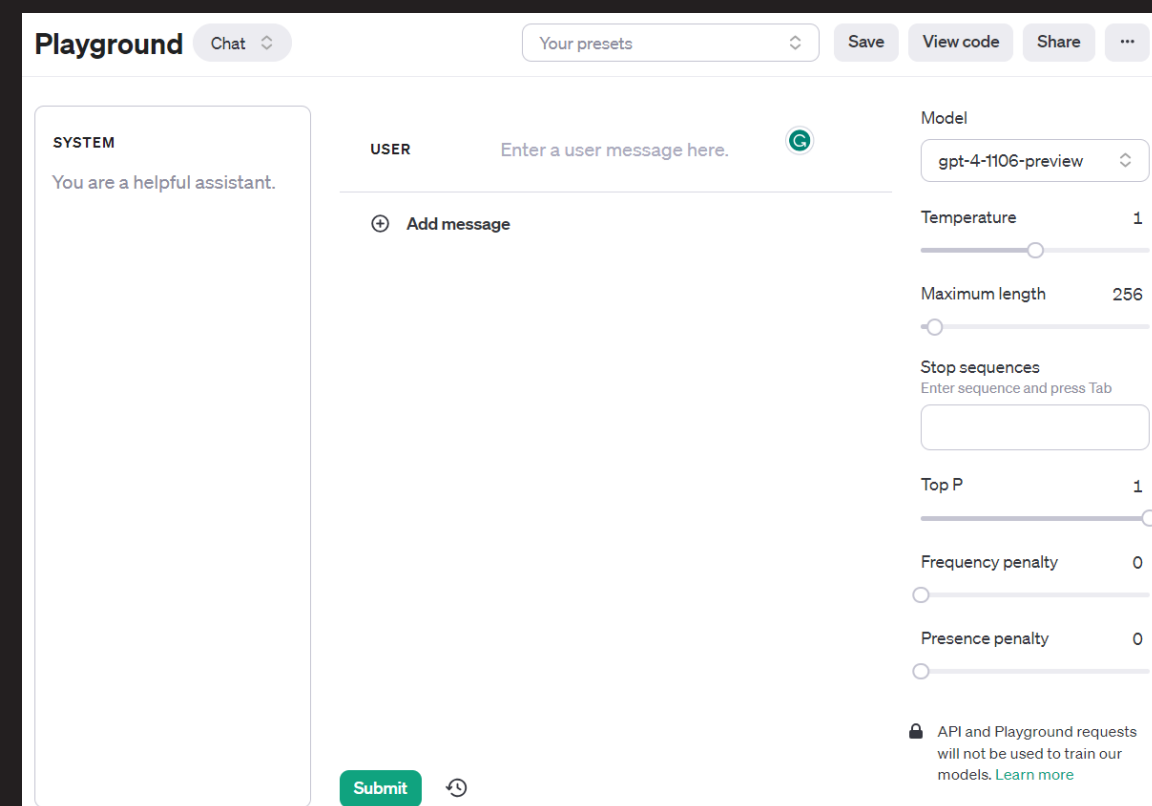 Playground
Chat
Your presets
Save
View code
Share
...
SYSTEM
You are a helpful assistant.
USER
Enter a user message here.
Add message
Submit
Model
gpt-4-1106-preview
Temperature
1
Maximum length
256
Stop sequences
Enter sequence and press Tab
Top P
1
Frequency penalty
0
Presence penalty
0
API and Playground requests
will not be used to train our
models. Learn more